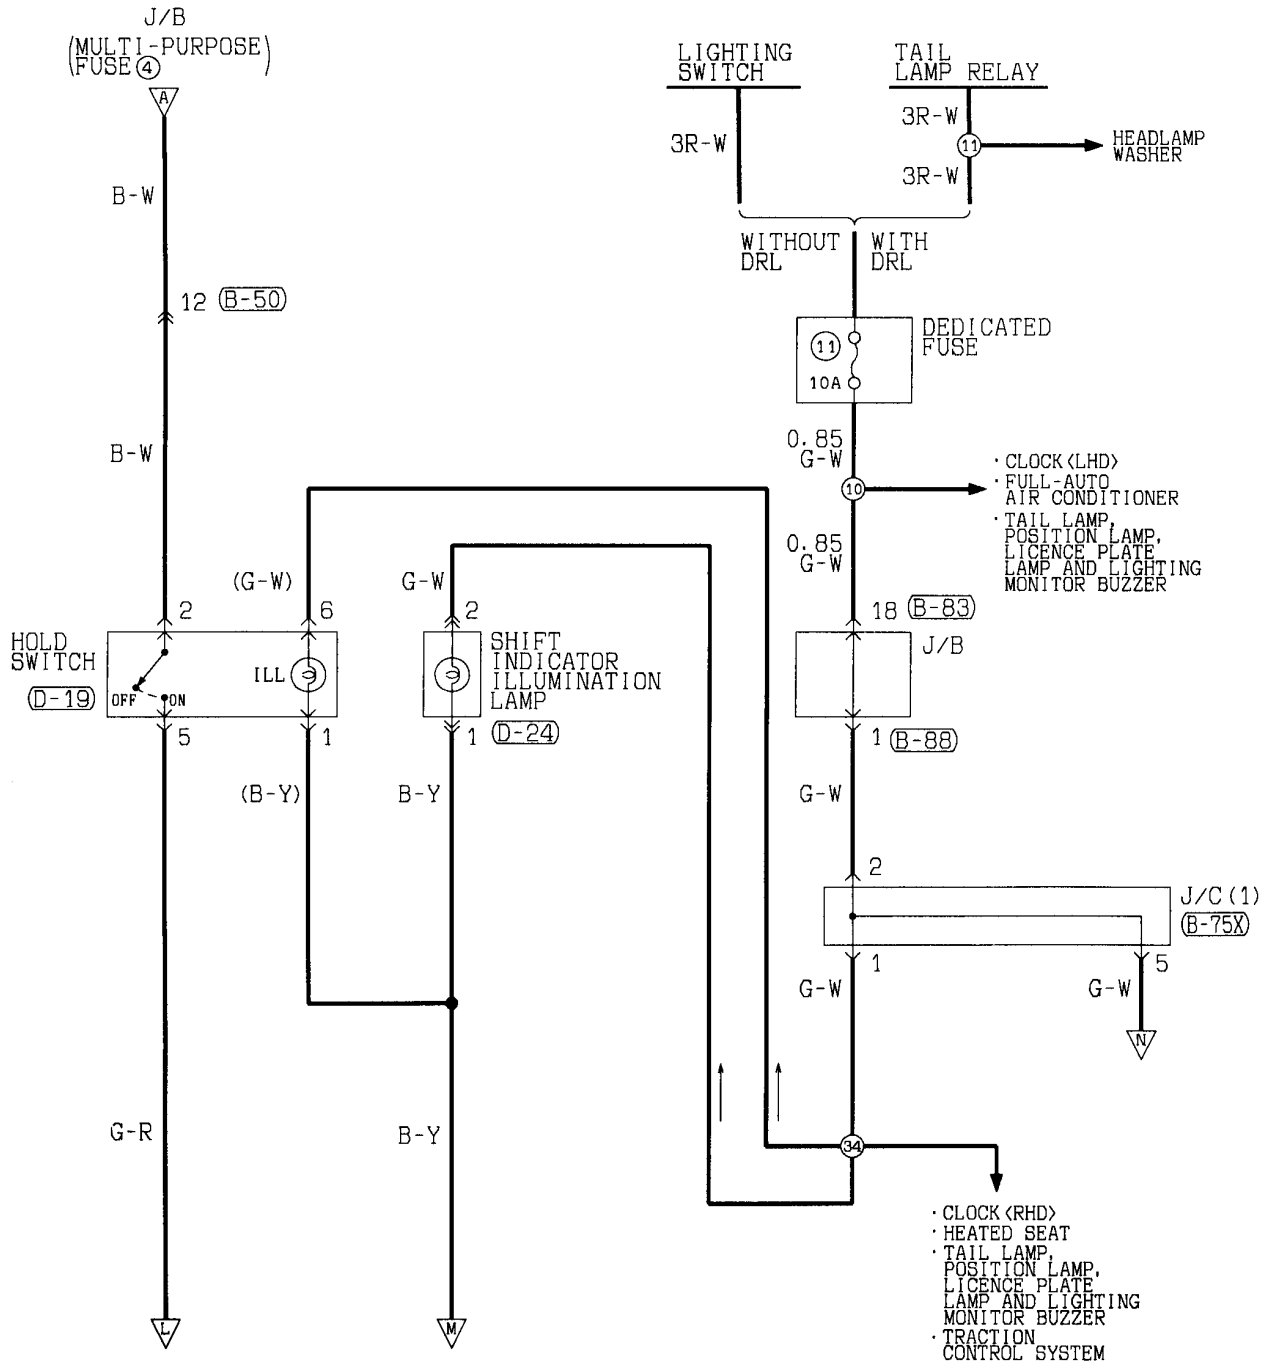 J/B
(MULTI-PURPOSE
FUSE④)
A
LIGHTING
SWITCH
TAIL
LAMP RELAY
3R-W
3R-W
11
HEADLAMP
WASHER
3R-W
B-W
WITHOUT
DRL
WITH
DRL
12 B-50
DEDICATED
FUSE
11
10A
B-W
0.85
G-W
10
· CLOCK<LHD>
· FULL-AUTO
AIR CONDITIONER
· TAIL LAMP,
POSITION LAMP,
LICENCE PLATE
LAMP AND LIGHTING
MONITOR BUZZER
0.85
G-W
(G-W)
G-W
2
6
2
18 B-83
HOLD
SWITCH
D-19
OFF
ON
ILL
SHIFT
INDICATOR
ILLUMINATION
LAMP
D-24
J/B
5
1
1
1 B-88
(B-Y)
B-Y
G-W
2
J/C(1)
B-75X
1
5
G-W
G-W
N
G-R
B-Y
34
· CLOCK<RHD>
· HEATED SEAT
· TAIL LAMP,
POSITION LAMP,
LICENCE PLATE
LAMP AND LIGHTING
MONITOR BUZZER
· TRACTION
CONTROL SYSTEM
L
M